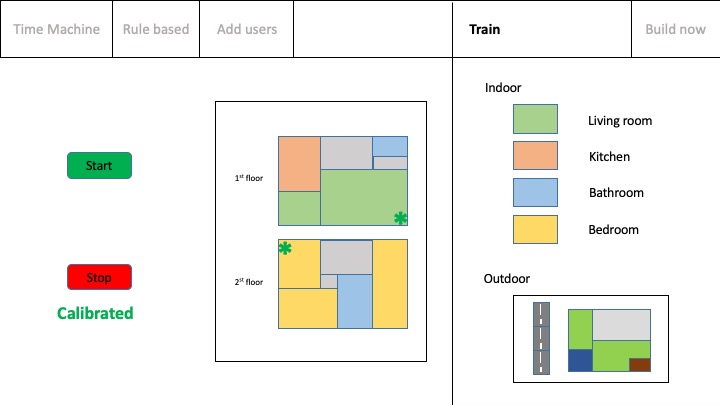 Time Machine
Rule based
Add users
Train
Build now
Start
Stop
Calibrated
1st floor
2st floor
Indoor
Living room
Kitchen
Bathroom
Bedroom
Outdoor